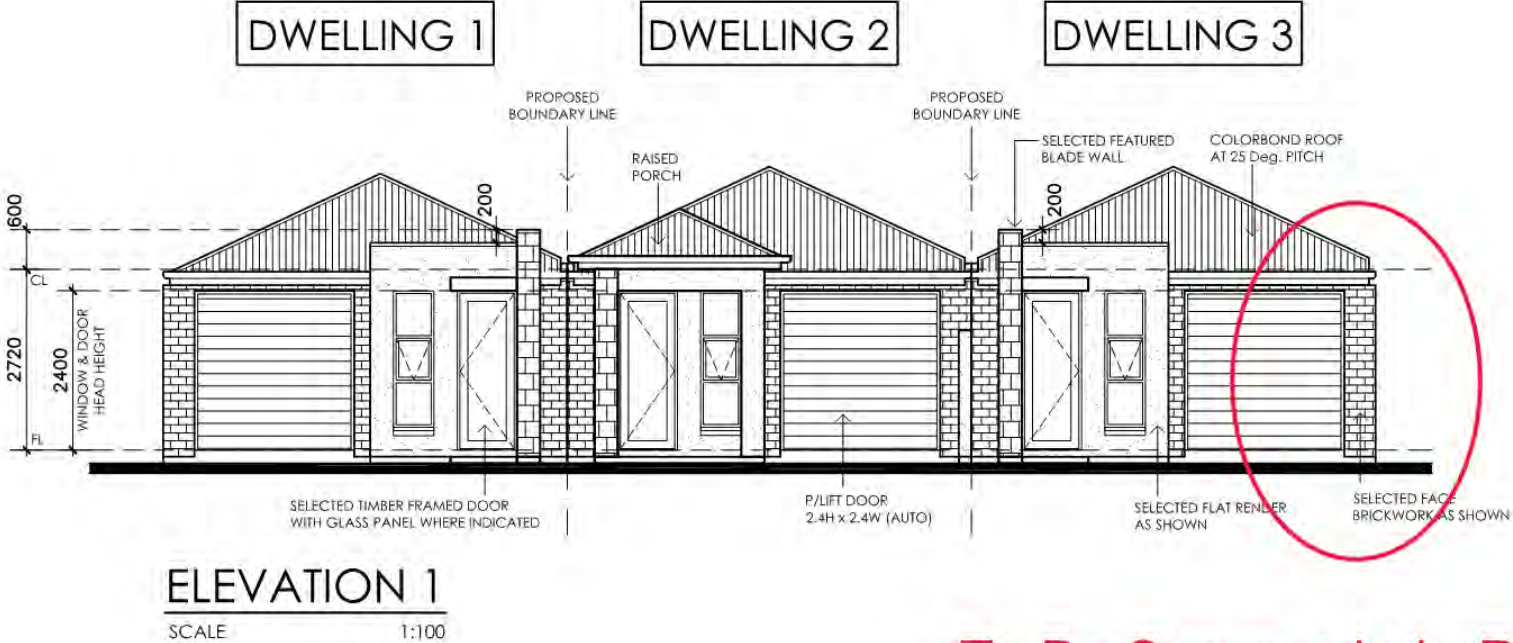 DWELLING 1
DWELLING 2
DWELLING 3
PROPOSED
BOUNDARY LINE
PROPOSED
BOUNDARY LINE
SELECTED FEATURED
BLADE WALL
COLORBOND ROOF
AT 25 Deg. PITCH
RAISED
PORCH
600
200
200
CL
2720
2400
WINDOW & DOOR
HEAD HEIGHT
FL
SELECTED TIMBER FRAMED DOOR
WITH GLASS PANEL WHERE INDICATED
P/LIFT DOOR
2.4H x 2.4W (AUTO)
SELECTED FLAT RENDER
AS SHOWN
SELECTED FACE
BRICKWORK AS SHOWN
ELEVATION 1
SCALE 1:100